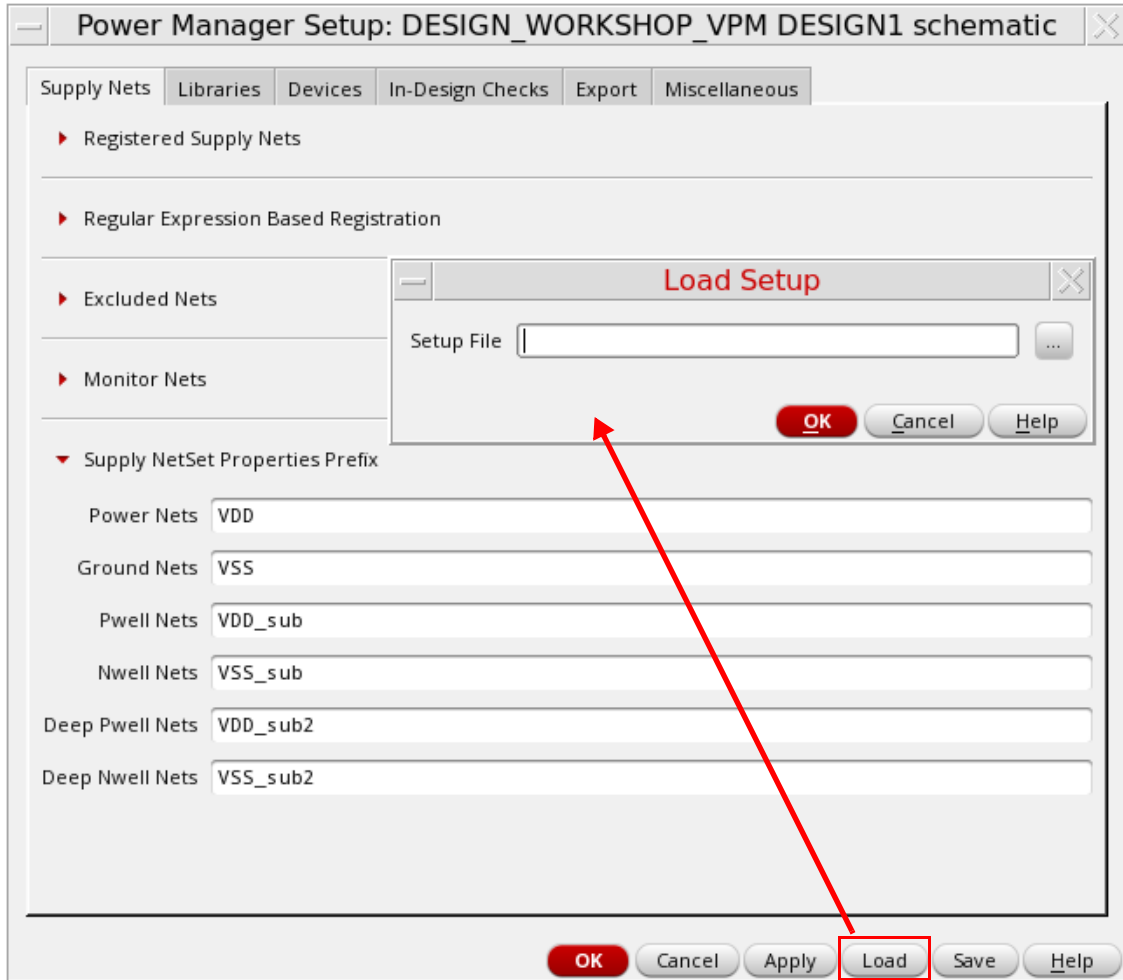 Power Manager Setup: DESIGN_WORKSHOP_VPM DESIGN1 schematic
Supply Nets Libraries Devices In-Design Checks Export Miscellaneous
Registered Supply Nets
Regular Expression Based Registration
Excluded Nets
Monitor Nets
Load Setup
Setup File ...
OK Cancel Help
Supply NetSet Properties Prefix
Power Nets VDD
Ground Nets VSS
Pwell Nets VDD_sub
Nwell Nets VSS_sub
Deep Pwell Nets VDD_sub2
Deep Nwell Nets VSS_sub2
OK Cancel Apply Load Save Help